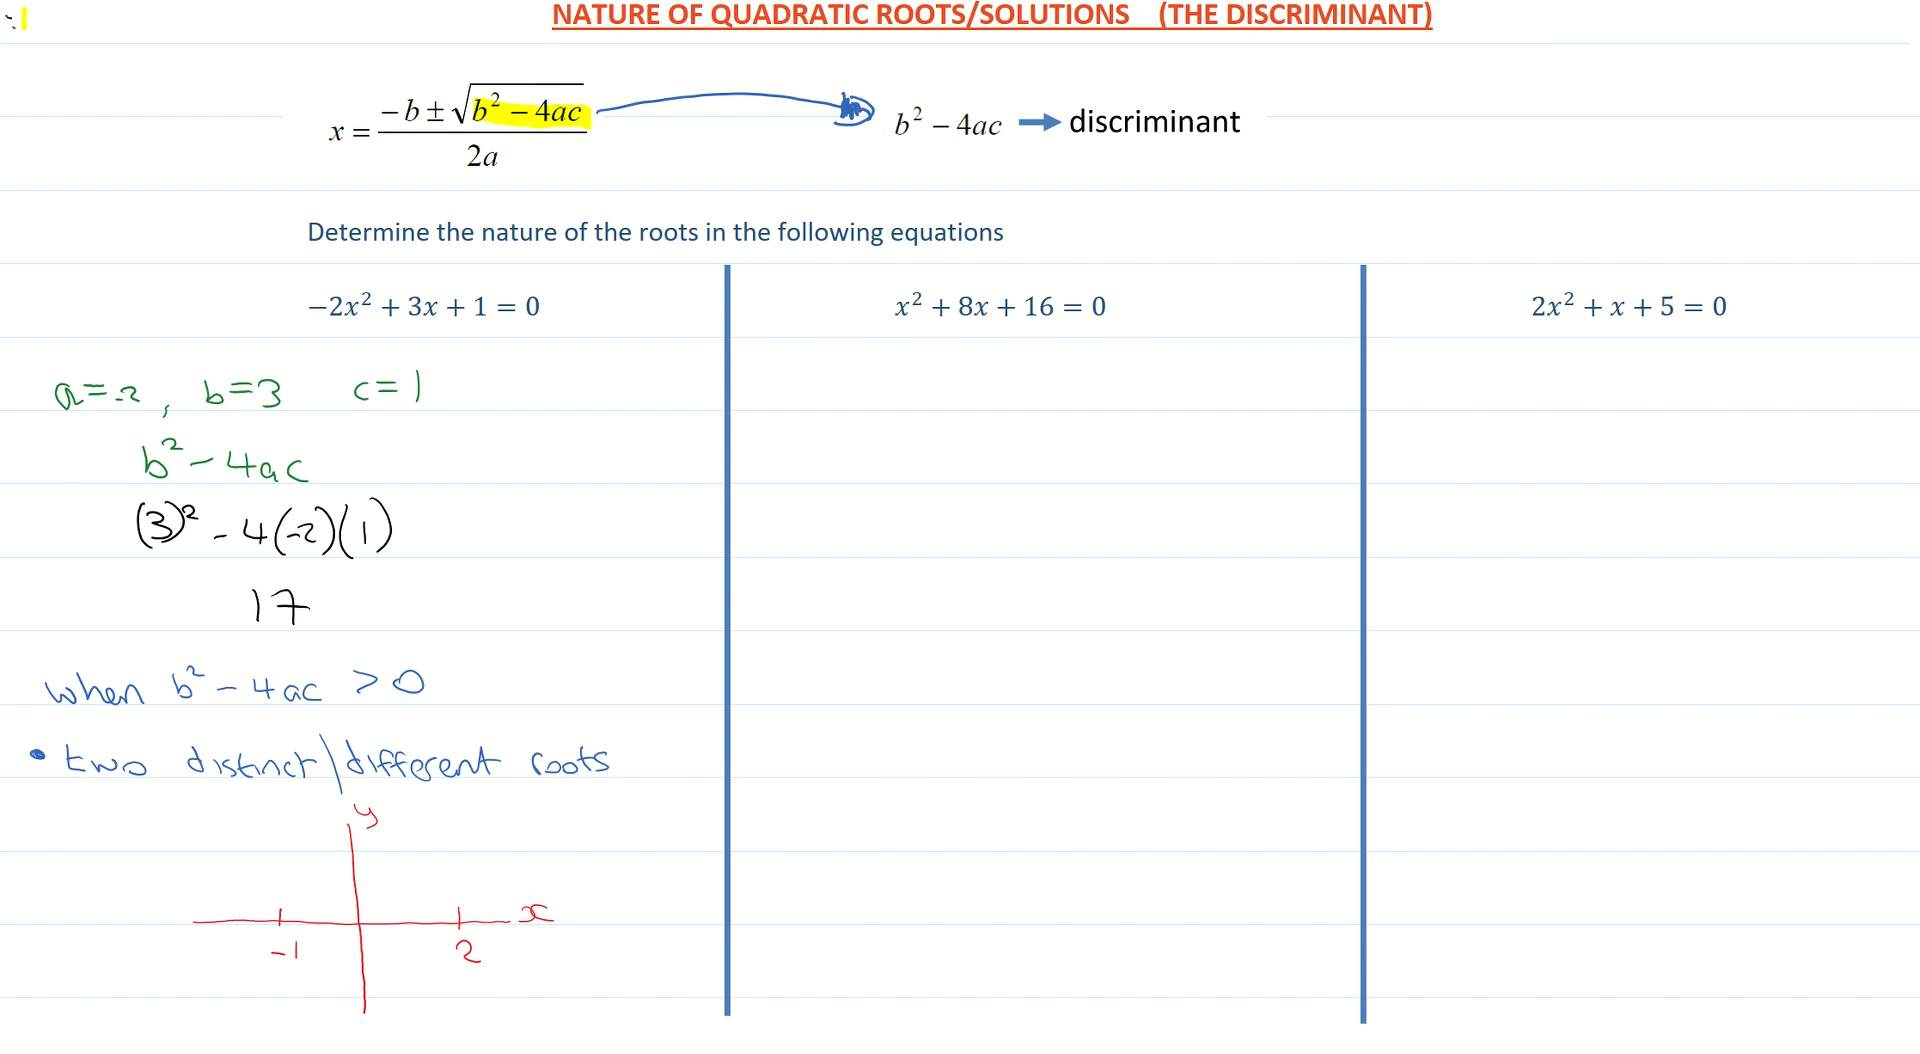 NATURE OF QUADRATIC ROOTS/SOLUTIONS (THE DISCRIMINANT)
x = (−b ± √(b² − 4ac)) / 2a
b² − 4ac → discriminant
Determine the nature of the roots in the following equations
−2x² + 3x + 1 = 0
a = -2, b = 3 c = 1
b² − 4ac
(3)² - 4(-2)(1)
17
when b² − 4ac > 0
• two distinct/different roots
y
x
-1 2
x² + 8x + 16 = 0
2x² + x + 5 = 0